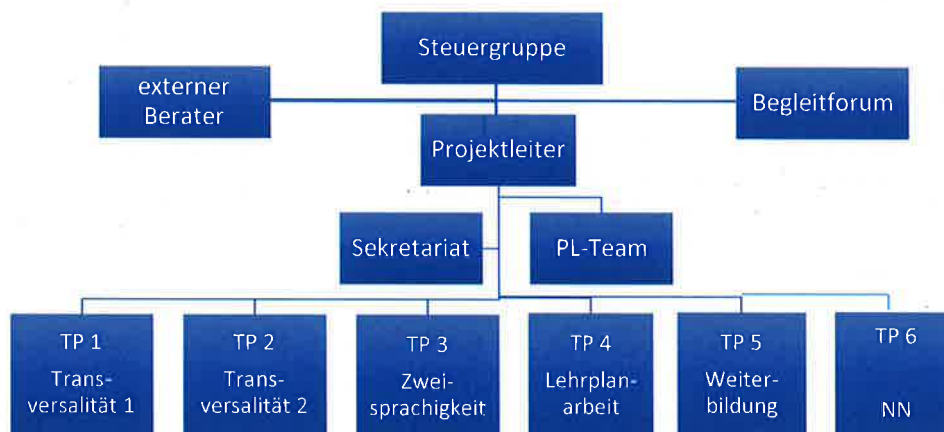 Steuergruppe
externer
Berater
Begleitforum
Projektleiter
Sekretariat
PL-Team
TP 1
Trans-
versalität 1
TP 2
Trans-
versalität 2
TP 3
Zwei-
sprachigkeit
TP 4
Lehrplan-
arbeit
TP 5
Weiter-
bildung
TP 6
NN